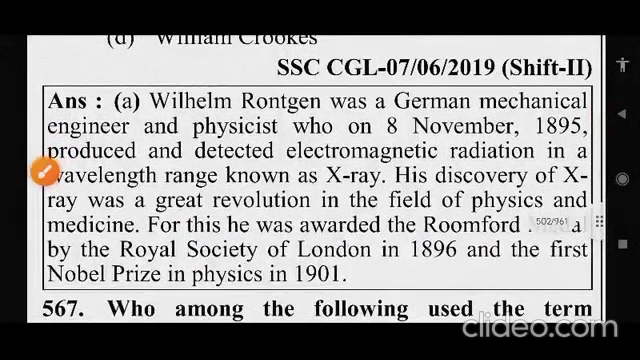 (d) William Crookes
SSC CGL-07/06/2019 (Shift-II)
Ans : (a) Wilhelm Rontgen was a German mechanical
engineer and physicist who on 8 November, 1895,
produced and detected electromagnetic radiation in a
wavelength range known as X-ray. His discovery of X-
ray was a great revolution in the field of physics and
medicine. For this he was awarded the Roomford
502/961
by the Royal Society of London in 1896 and the first
Nobel Prize in physics in 1901.
567. Who among the following used the term
clideo.com